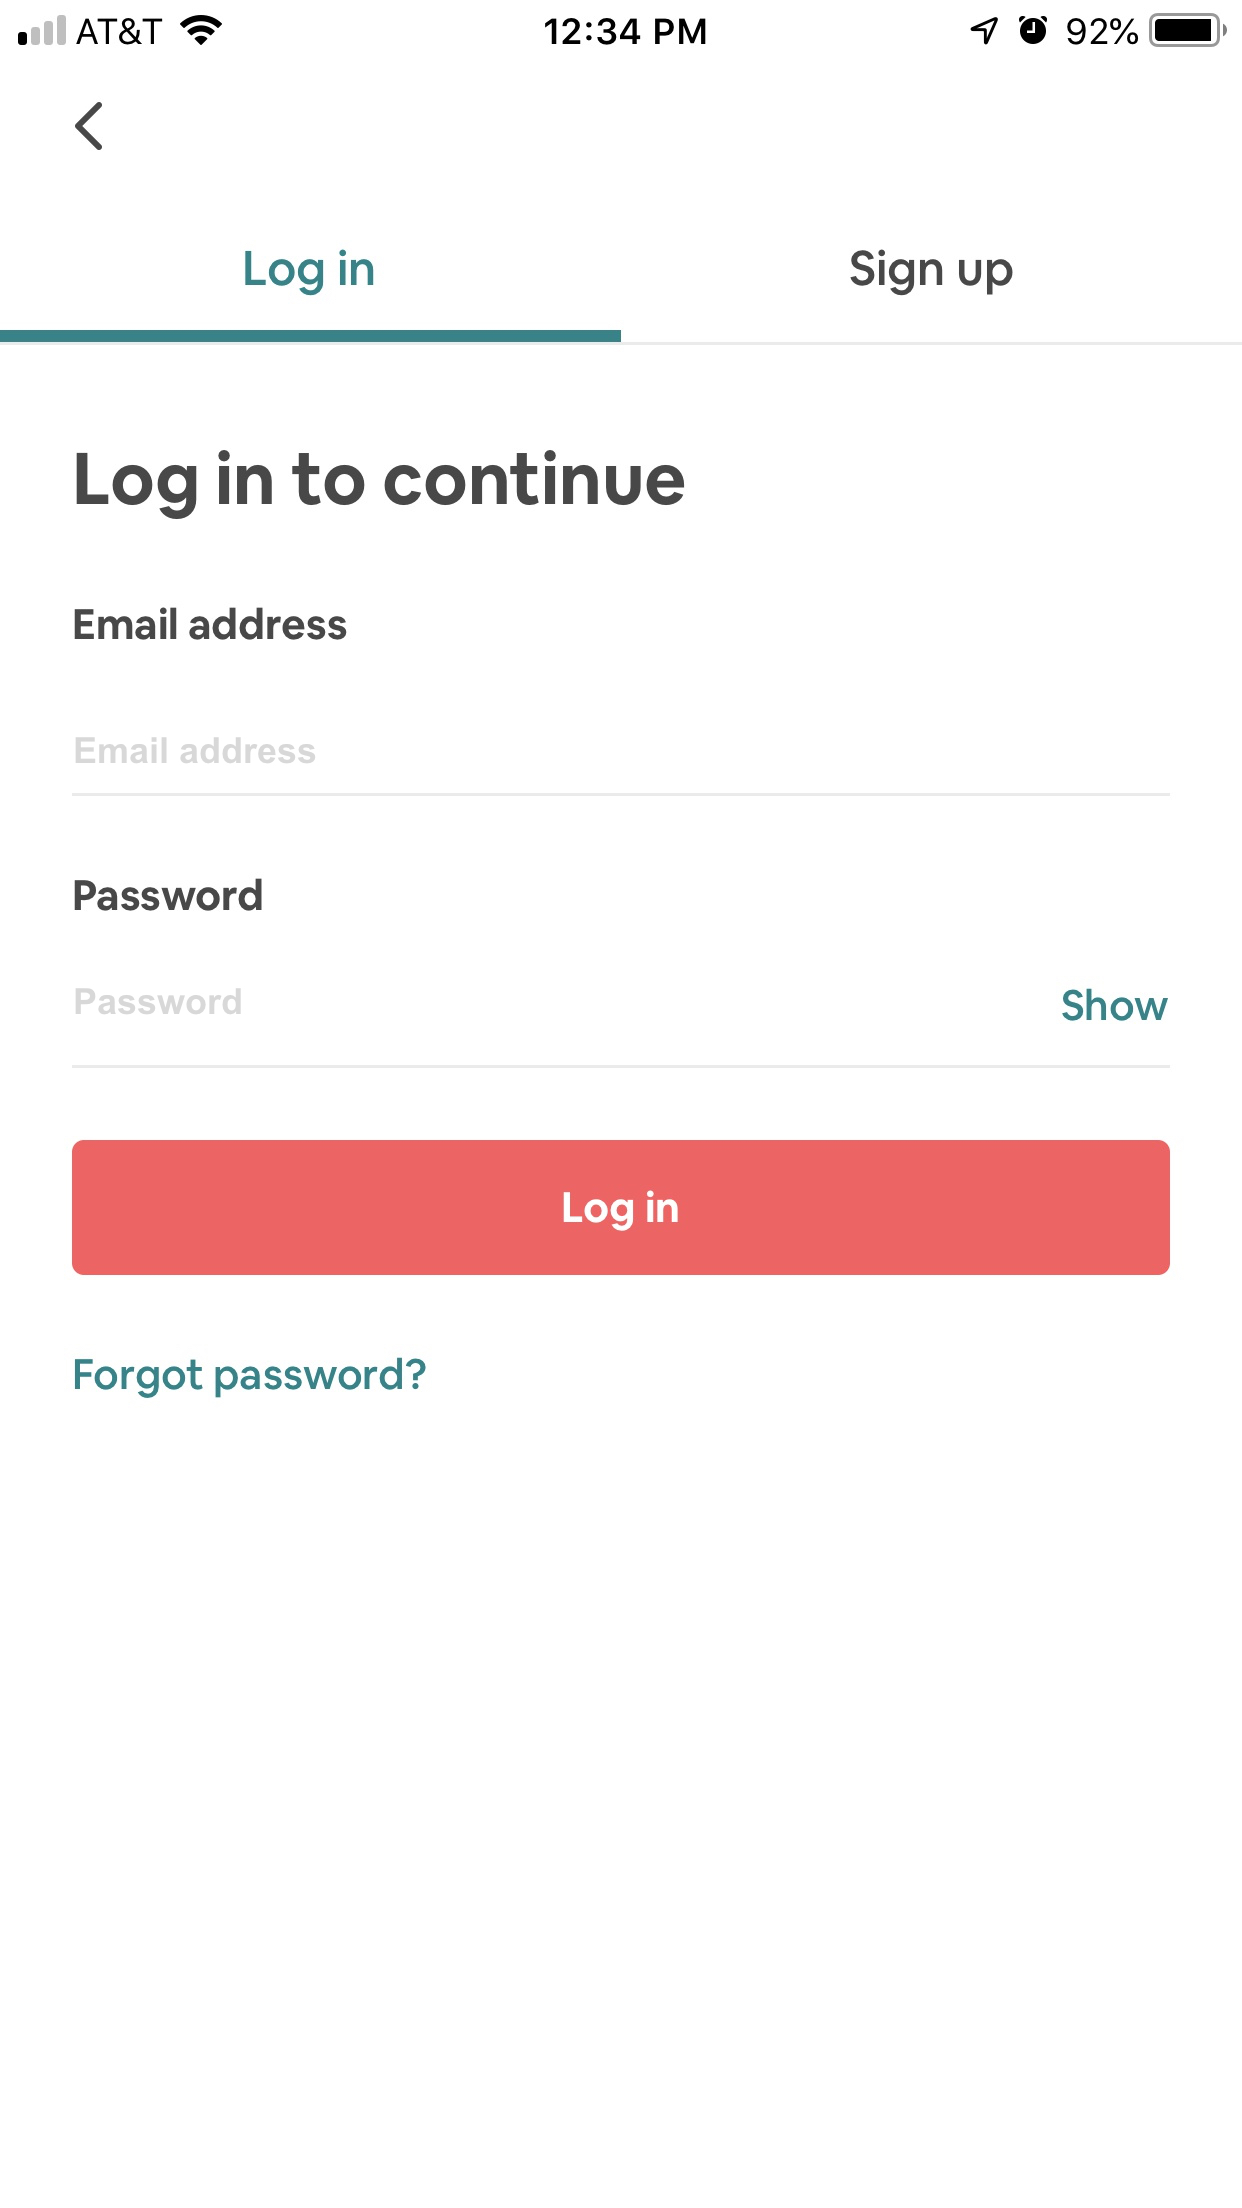 AT&T 12:34 PM 92%
Log in Sign up
Log in to continue
Email address
Email address
Password
Password Show
Log in
Forgot password?